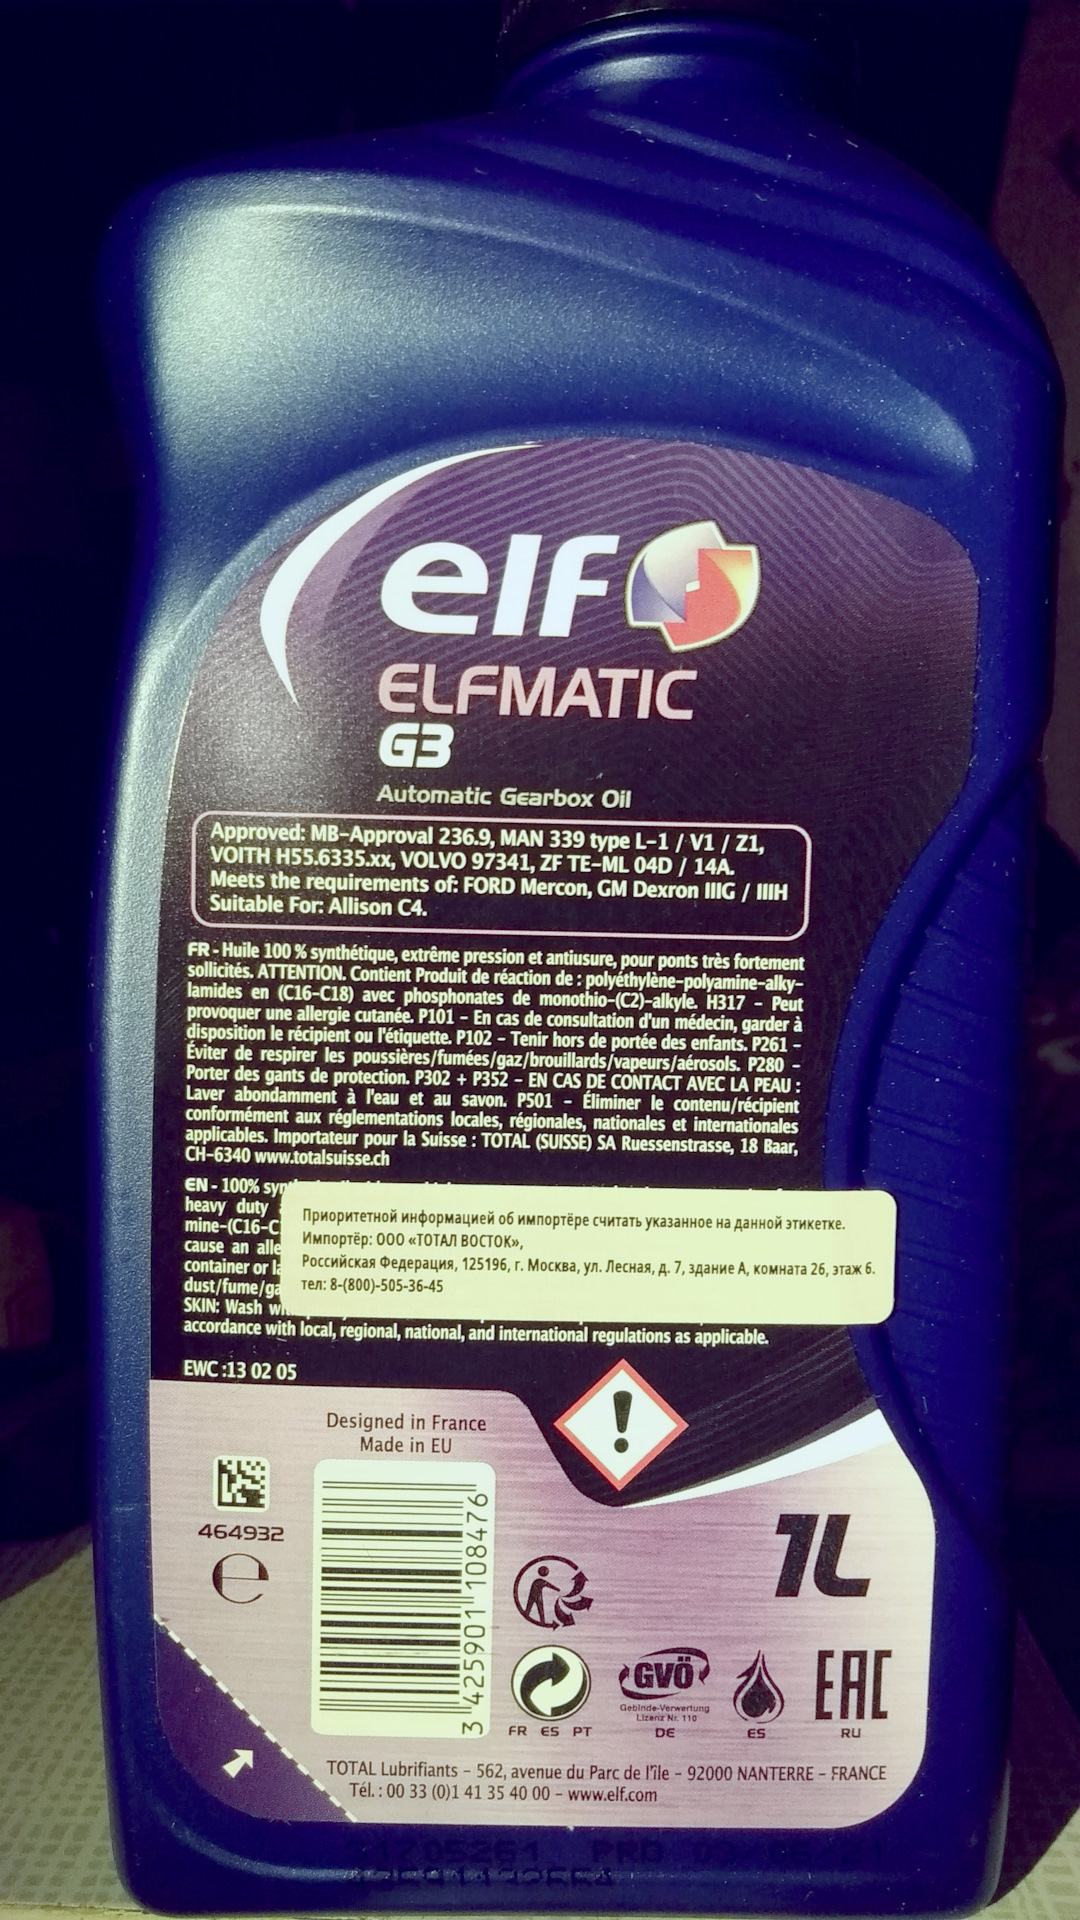 elf
ELFMATIC
G3
Automatic Gearbox Oil
Approved: MB-Approval 236.9, MAN 339 type L-1 / V1 / Z1,
VOITH H55.6335.xx, VOLVO 97341, ZF TE-ML 04D / 14A.
Meets the requirements of: FORD Mercon, GM Dexron IIIG / IIIH
Suitable For: Allison C4.
FR - Huile 100 % synthétique, extrême pression et antiusure, pour ponts très fortement
sollicités. ATTENTION. Contient Produit de réaction de : polyéthylène-polyamine-alky-
lamides en (C16-C18) avec phosphonates de monothio-(C2)-alkyle. H317 - Peut
provoquer une allergie cutanée. P101 - En cas de consultation d'un médecin, garder à
disposition le récipient ou l'étiquette. P102 - Tenir hors de portée des enfants. P261 -
Éviter de respirer les poussières/fumées/gaz/brouillards/vapeurs/aérosols. P280 -
Porter des gants de protection. P302 + P352 - EN CAS DE CONTACT AVEC LA PEAU :
Laver abondamment à l'eau et au savon. P501 - Éliminer le contenu/récipient
conformément aux réglementations locales, régionales, nationales et internationales
applicables. Importateur pour la Suisse : TOTAL (SUISSE) SA Ruessenstrasse, 18 Baar,
CH-6340 www.totalsuisse.ch
EN - 100% syn
heavy duty
mine-(C16-C
cause an alle
container or la
dust/fume/ga
SKIN: Wash wi
accordance with local, regional, national, and international regulations as applicable.
Приоритетной информацией об импортёре считать указанное на данной этикетке.
Импортёр: ООО «ТОТАЛ ВОСТОК»,
Российская Федерация, 125196, г. Москва, ул. Лесная, д. 7, здание А, комната 26, этаж 6.
тел: 8-(800)-505-36-45
EWC :13 02 05
Designed in France
Made in EU
464932
e
3 425901 108476
1L
GVÖ
Gebinde-Verwertung
Lizenz Nr. 110
EAC
FR ES PT
DE
ES
RU
TOTAL Lubrifiants - 562, avenue du Parc de l'île - 92000 NANTERRE - FRANCE
Tél. : 00 33 (0)1 41 35 40 00 - www.elf.com
PRD